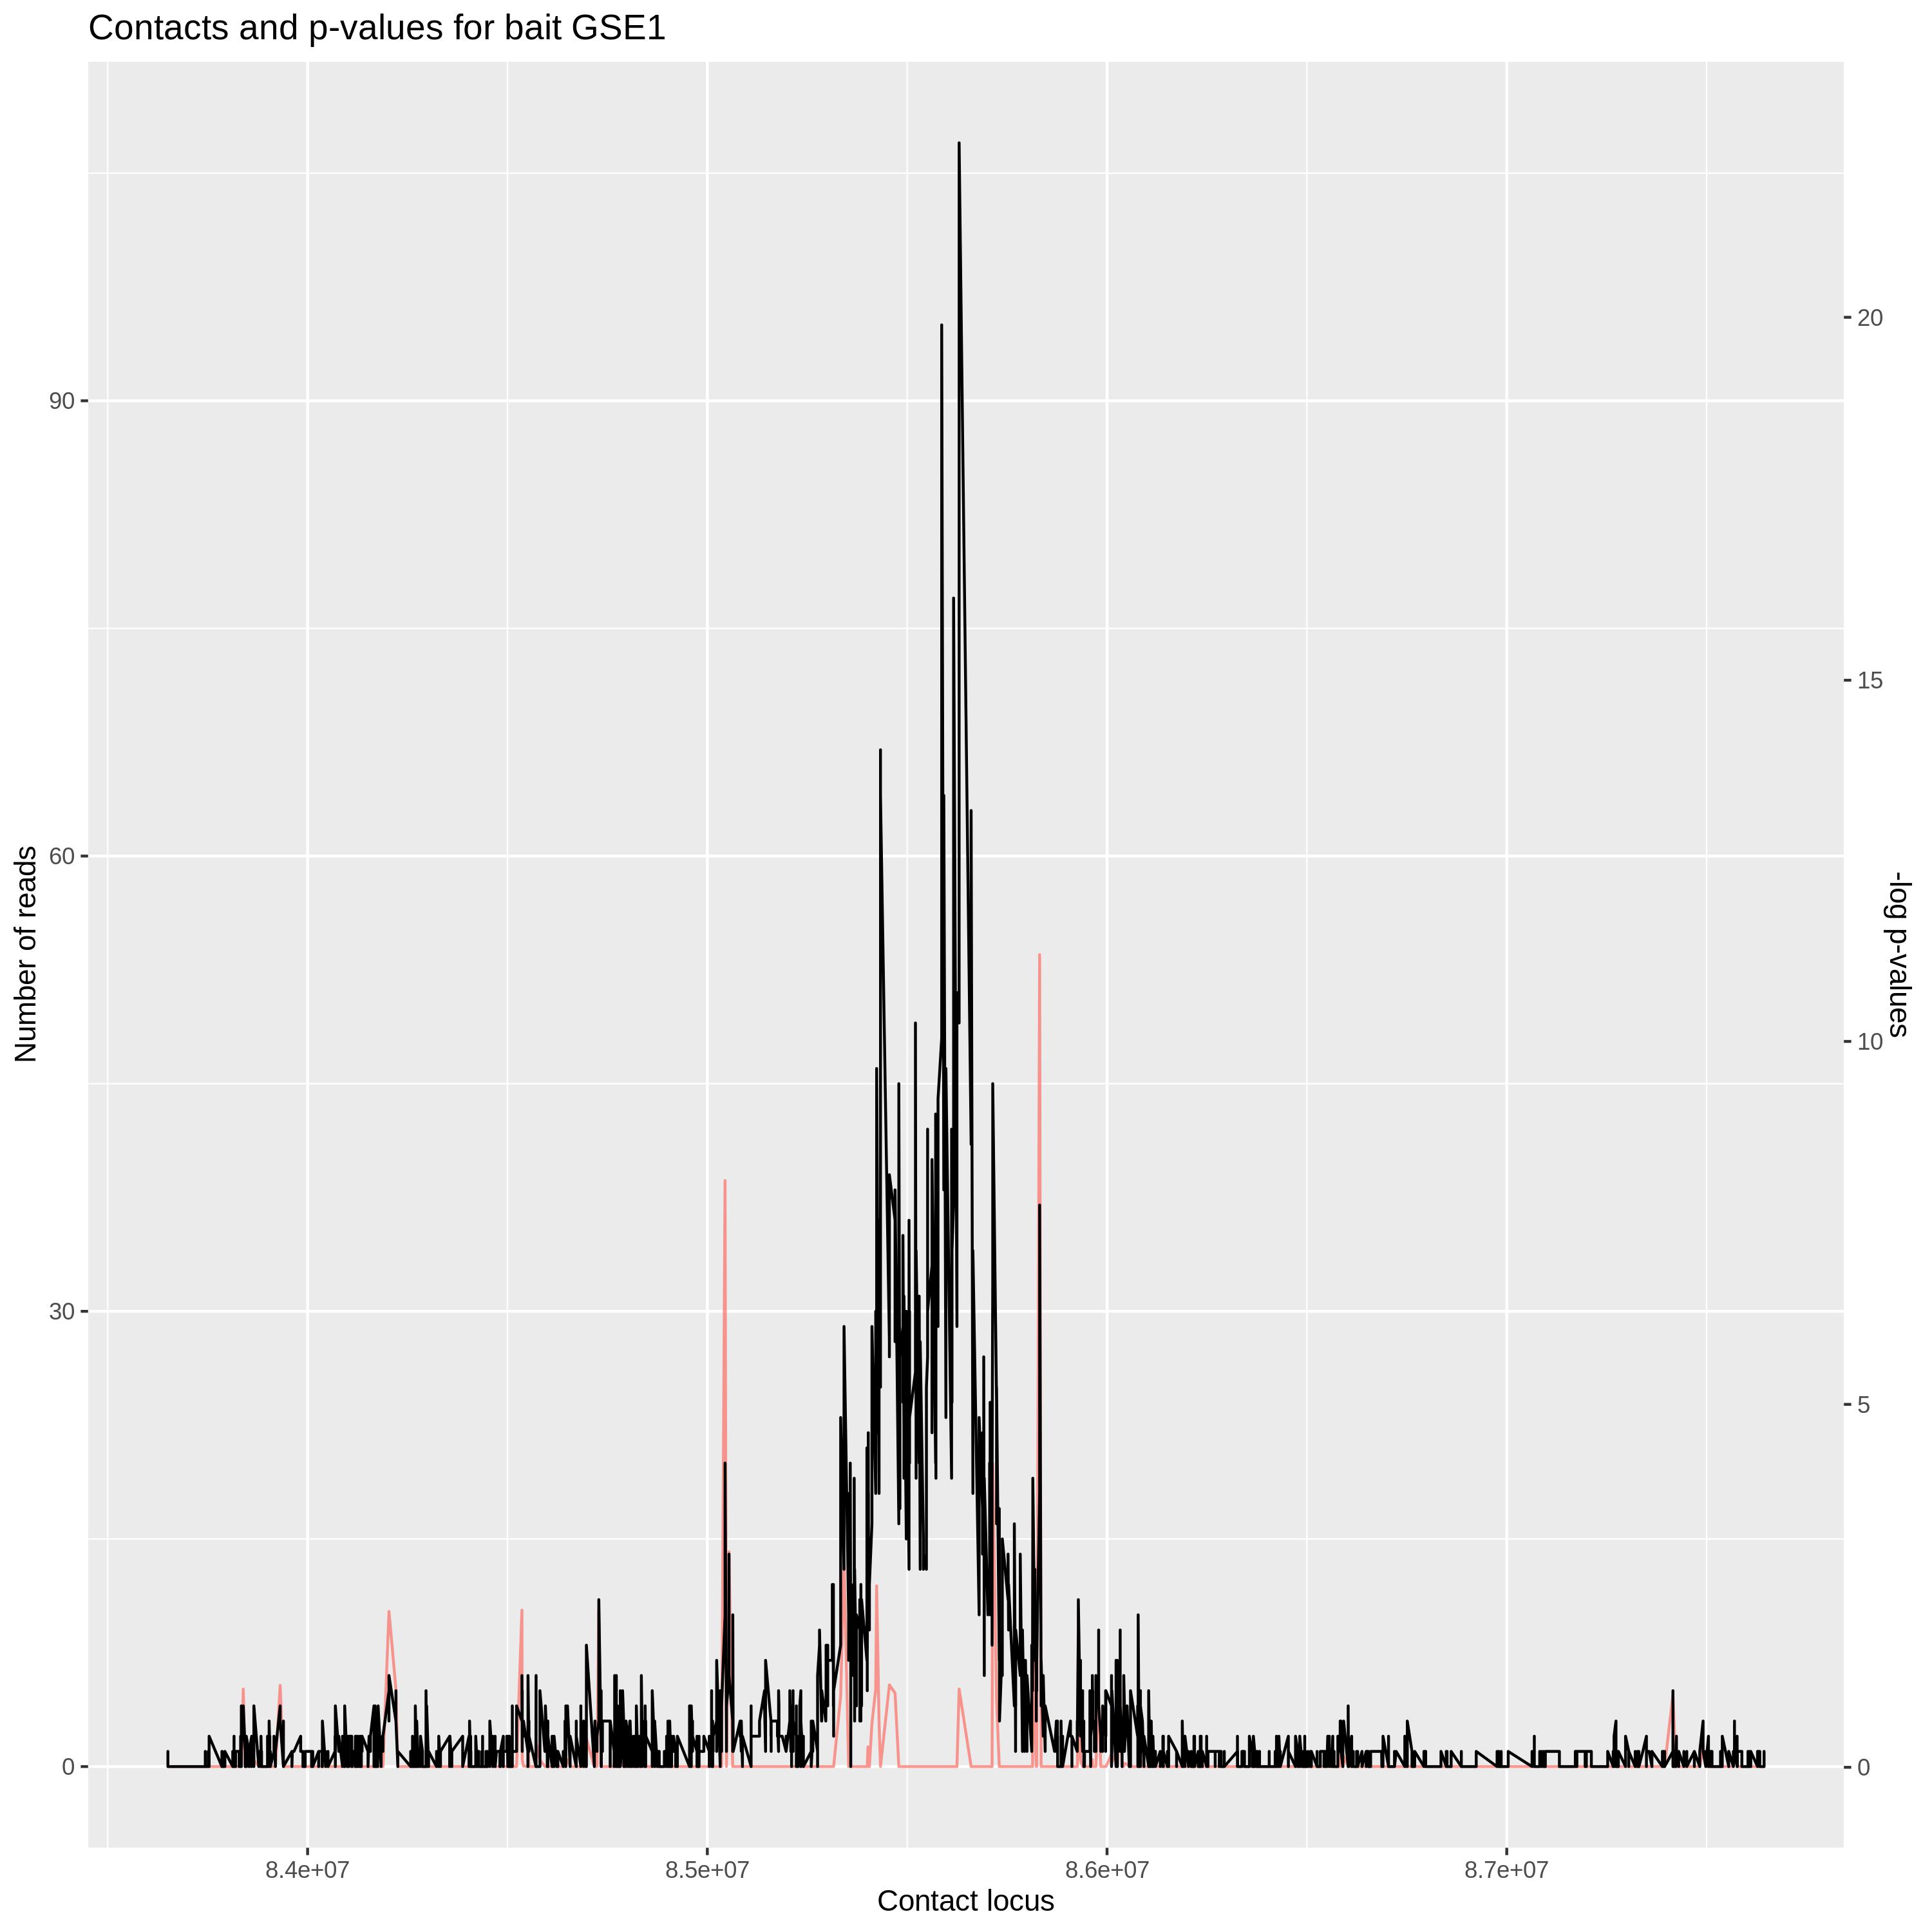 Contacts and p-values for bait GSE1
Number of reads
90
60
30
0
20
15
10
5
0
-log p-values
8.4e+07 8.5e+07 8.6e+07 8.7e+07
Contact locus